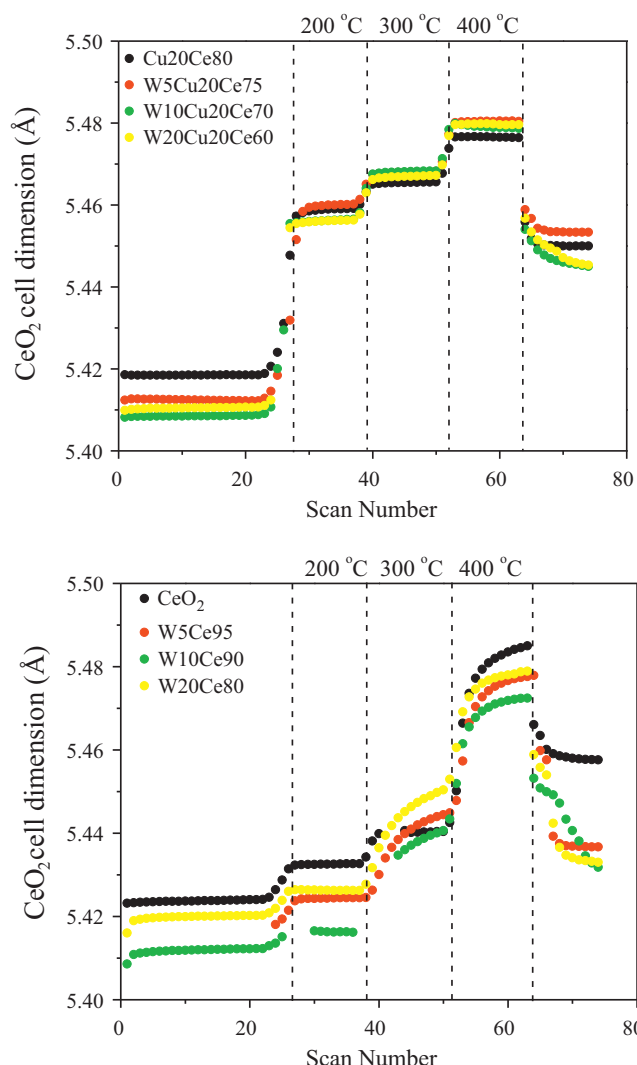 200 °C 300 °C 400 °C
5.50
Cu20Ce80
W5Cu20Ce75
W10Cu20Ce70
W20Cu20Ce60
5.48
5.46
5.44
5.42
5.40
CeO2 cell dimension (Å)
0 20 40 60 80
Scan Number
200 °C 300 °C 400 °C
5.50
CeO2
W5Ce95
W10Ce90
W20Ce80
5.48
5.46
5.44
5.42
5.40
CeO2 cell dimension (Å)
0 20 40 60 80
Scan Number